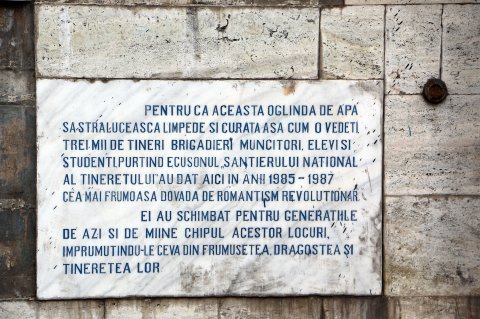 PENTRU CA ACEASTA OGLINDA DE APA
SA-STRALUCEASCA LIMPEDE SI CURATA ASA CUM O VEDETI,
TREI MII DE TINERI BRIGADIERI MUNCITORI, ELEVI SI
STUDENTI, PURTIND ECUSONUL „SANTIERULUI NATIONAL
AL TINERETULUI" AU DAT AICI IN ANII 1985-1987
CEA MAI FRUMOASA DOVADA DE ROMANTISM REVOLUTIONAR.
EI AU SCHIMBAT PENTRU GENERATIILE
DE AZI SI DE MIINE CHIPUL ACESTOR LOCURI,
IMPRUMUTINDU-LE CEVA DIN FRUMUSETEA, DRAGOSTEA ȘI
TINERETEA LOR